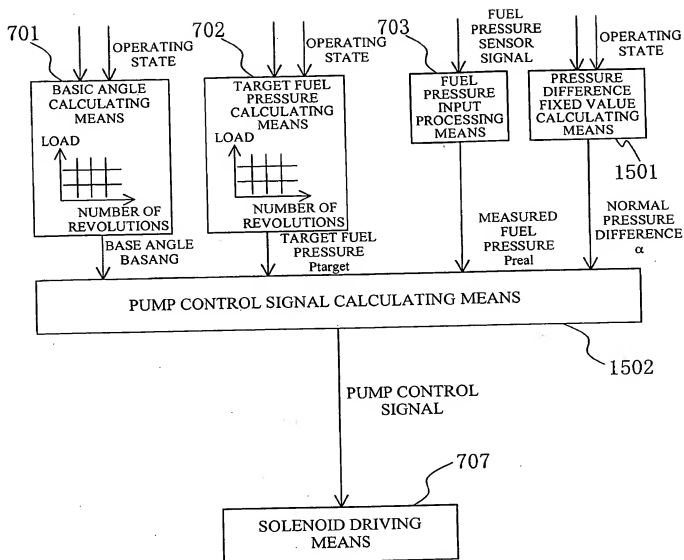 701
OPERATING
STATE
BASIC ANGLE
CALCULATING
MEANS
LOAD
NUMBER OF
REVOLUTIONS
702
OPERATING
STATE
TARGET FUEL
PRESSURE
CALCULATING
MEANS
LOAD
NUMBER OF
REVOLUTIONS
703
FUEL
PRESSURE
SENSOR
SIGNAL
FUEL
PRESSURE
INPUT
PROCESSING
MEANS
OPERATING
STATE
PRESSURE
DIFFERENCE
FIXED VALUE
CALCULATING
MEANS
1501
BASE ANGLE
BASANG
TARGET FUEL
PRESSURE
Ptarget
MEASURED
FUEL
PRESSURE Preal
NORMAL
PRESSURE
DIFFERENCE
α
PUMP CONTROL SIGNAL CALCULATING MEANS
1502
PUMP CONTROL
SIGNAL
707
SOLENOID DRIVING
MEANS